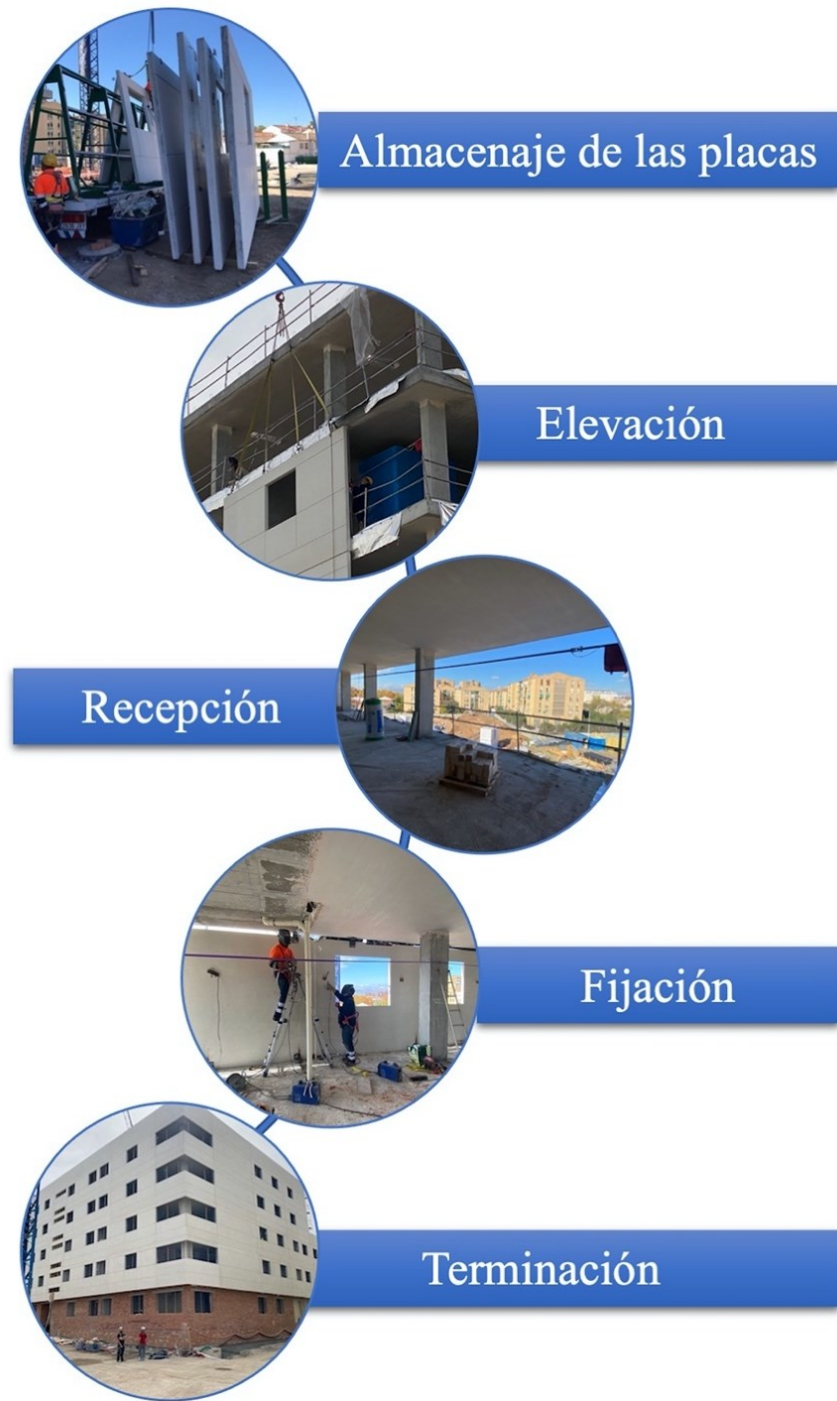 Almacenaje de las placas
Elevación
Recepción
Fijación
Terminación